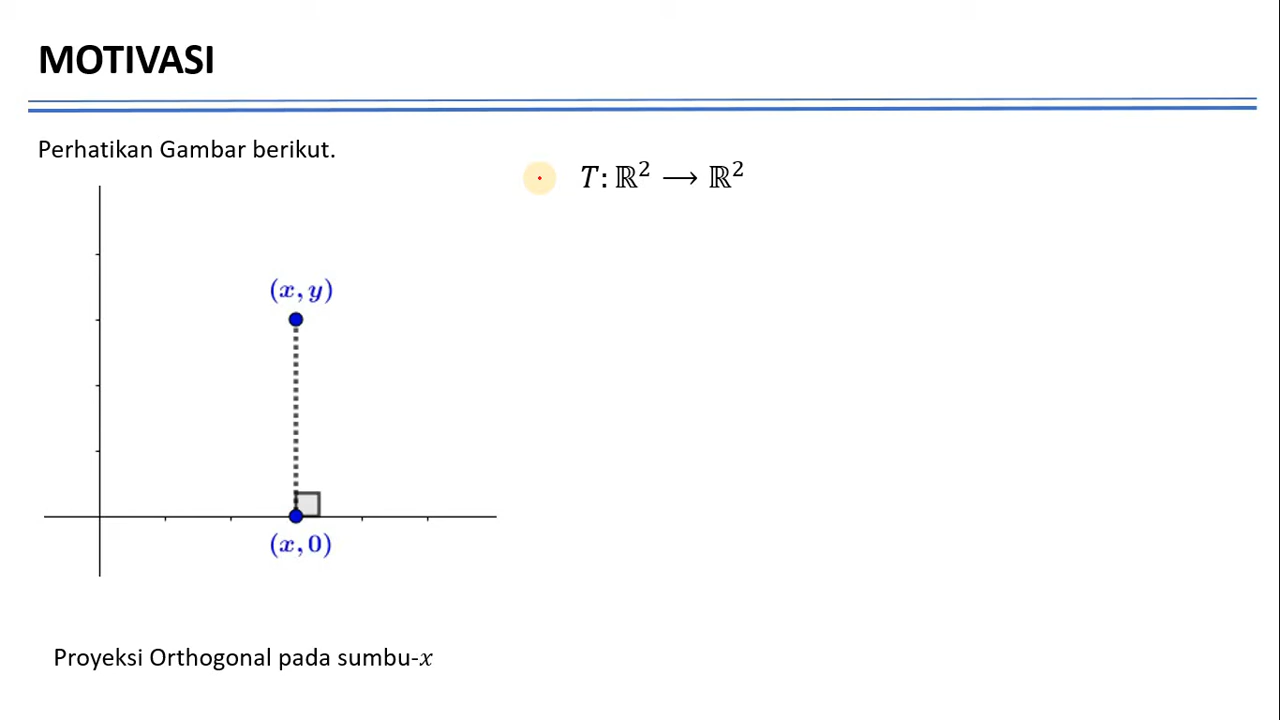 MOTIVASI
Perhatikan Gambar berikut.
T: ℝ² ⟶ ℝ²
(x, y)
(x, 0)
Proyeksi Orthogonal pada sumbu-x